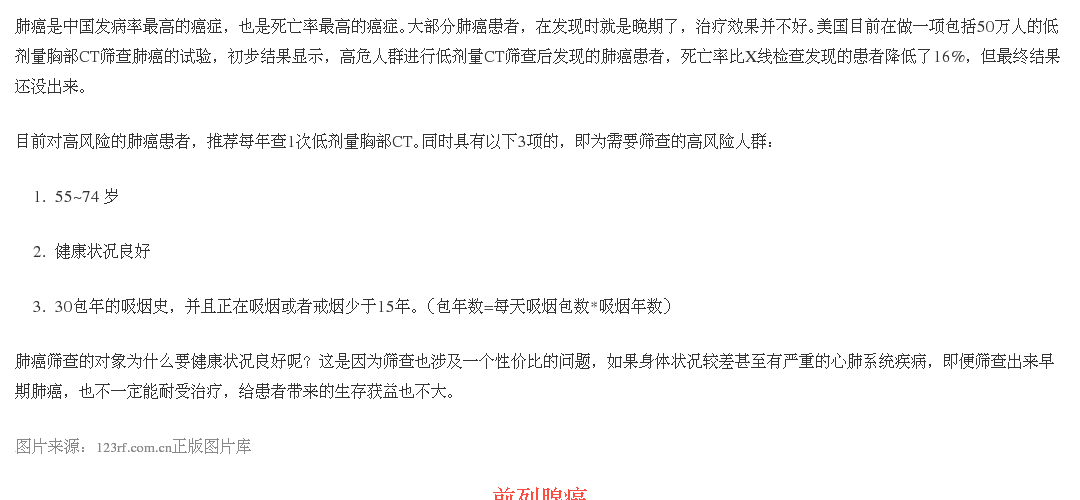 肺癌是中国发病率最高的癌症，也是死亡率最高的癌症。大部分肺癌患者，在发现时就是晚期了，治疗效果并不好。美国目前在做一项包括50万人的低
剂量胸部CT筛查肺癌的试验，初步结果显示，高危人群进行低剂量CT筛查后发现的肺癌患者，死亡率比X线检查发现的患者降低了16%，但最终结果
还没出来。
目前对高风险的肺癌患者，推荐每年查1次低剂量胸部CT。同时具有以下3项的，即为需要筛查的高风险人群：
1. 55~74 岁
2. 健康状况良好
3. 30包年的吸烟史，并且正在吸烟或者戒烟少于15年。（包年数=每天吸烟包数*吸烟年数）
肺癌筛查的对象为什么要健康状况良好呢？这是因为筛查也涉及一个性价比的问题，如果身体状况较差甚至有严重的心肺系统疾病，即便筛查出来早
期肺癌，也不一定能耐受治疗，给患者带来的生存获益也不大。
图片来源：123rf.com.cn正版图片库
前列腺癌